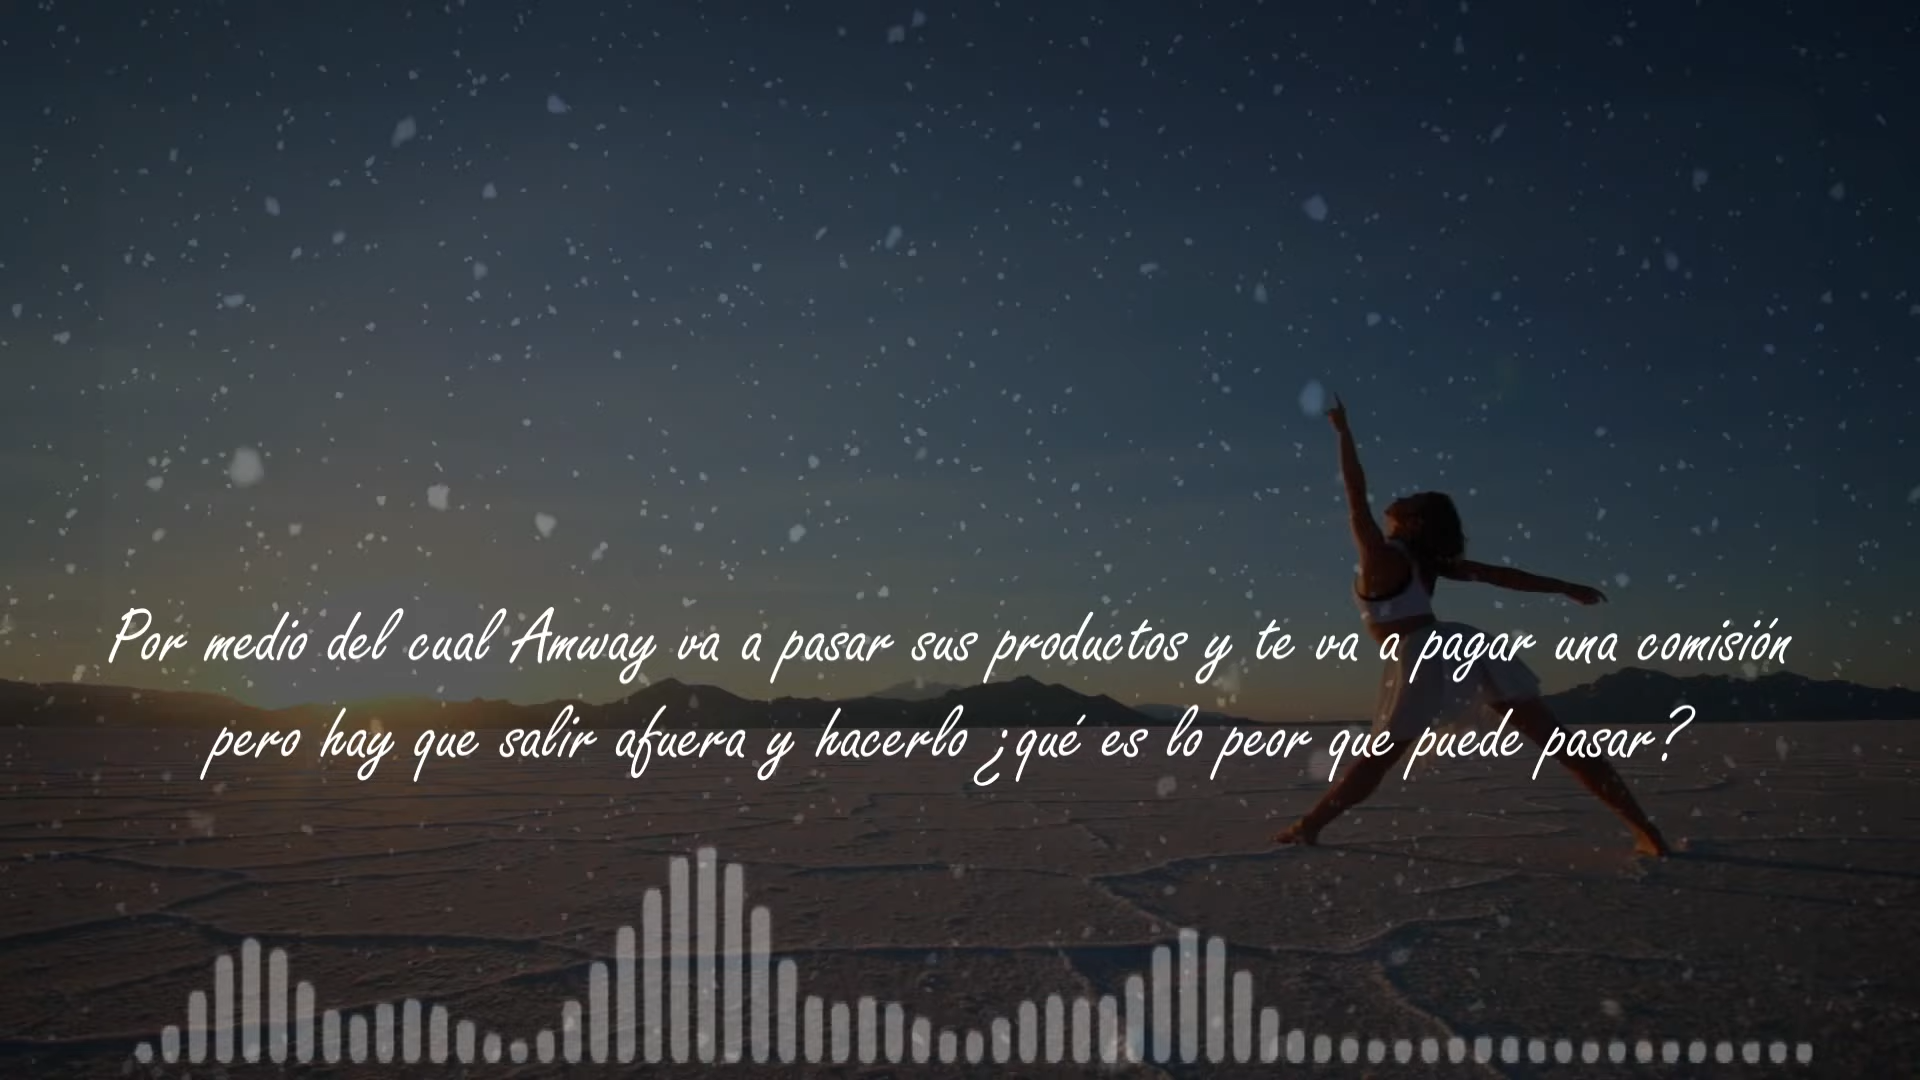 Por medio del cual Amway va a pasar sus productos y te va a pagar una comisión
pero hay que salir afuera y hacerlo ¿qué es lo peor que puede pasar?